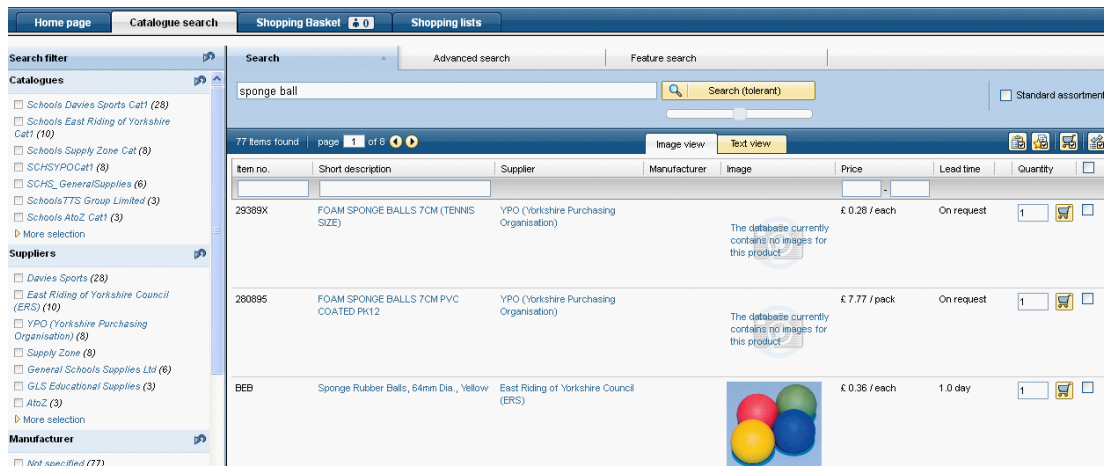 Home page
Catalogue search
Shopping Basket 0
Shopping lists
Search filter
Catalogues
Schools Davies Sports Cat1 (28)
Schools East Riding of Yorkshire
Cat1 (10)
Schools Supply Zone Cat (8)
SCHSYPOCat1 (8)
SCHS_GeneralSupplies (6)
SchoolsTTS Group Limited (3)
Schools AtoZ Cat1 (3)
More selection
Suppliers
Davies Sports (28)
East Riding of Yorkshire Council
(ERS) (10)
YPO (Yorkshire Purchasing
Organisation) (8)
Supply Zone (8)
General Schools Supplies Ltd (6)
GLS Educational Supplies (3)
AtoZ (3)
More selection
Manufacturer
Not specified (77)
Search
Advanced search
Feature search
sponge ball
Search (tolerant)
Standard assortment
77 Items found
page 1 of 8
Image view
Text view
Item no. Short description Supplier Manufacturer Image Price Lead time Quantity
-
29389X
FOAM SPONGE BALLS 7CM (TENNIS
SIZE)
YPO (Yorkshire Purchasing
Organisation)
The database currently
contains no images for
this product
£ 0.28 / each
On request
1
280895
FOAM SPONGE BALLS 7CM PVC
COATED PK12
YPO (Yorkshire Purchasing
Organisation)
The database currently
contains no images for
this product
£ 7.77 / pack
On request
1
BEB
Sponge Rubber Balls, 64mm Dia., Yellow
East Riding of Yorkshire Council
(ERS)
£ 0.36 / each
1.0 day
1